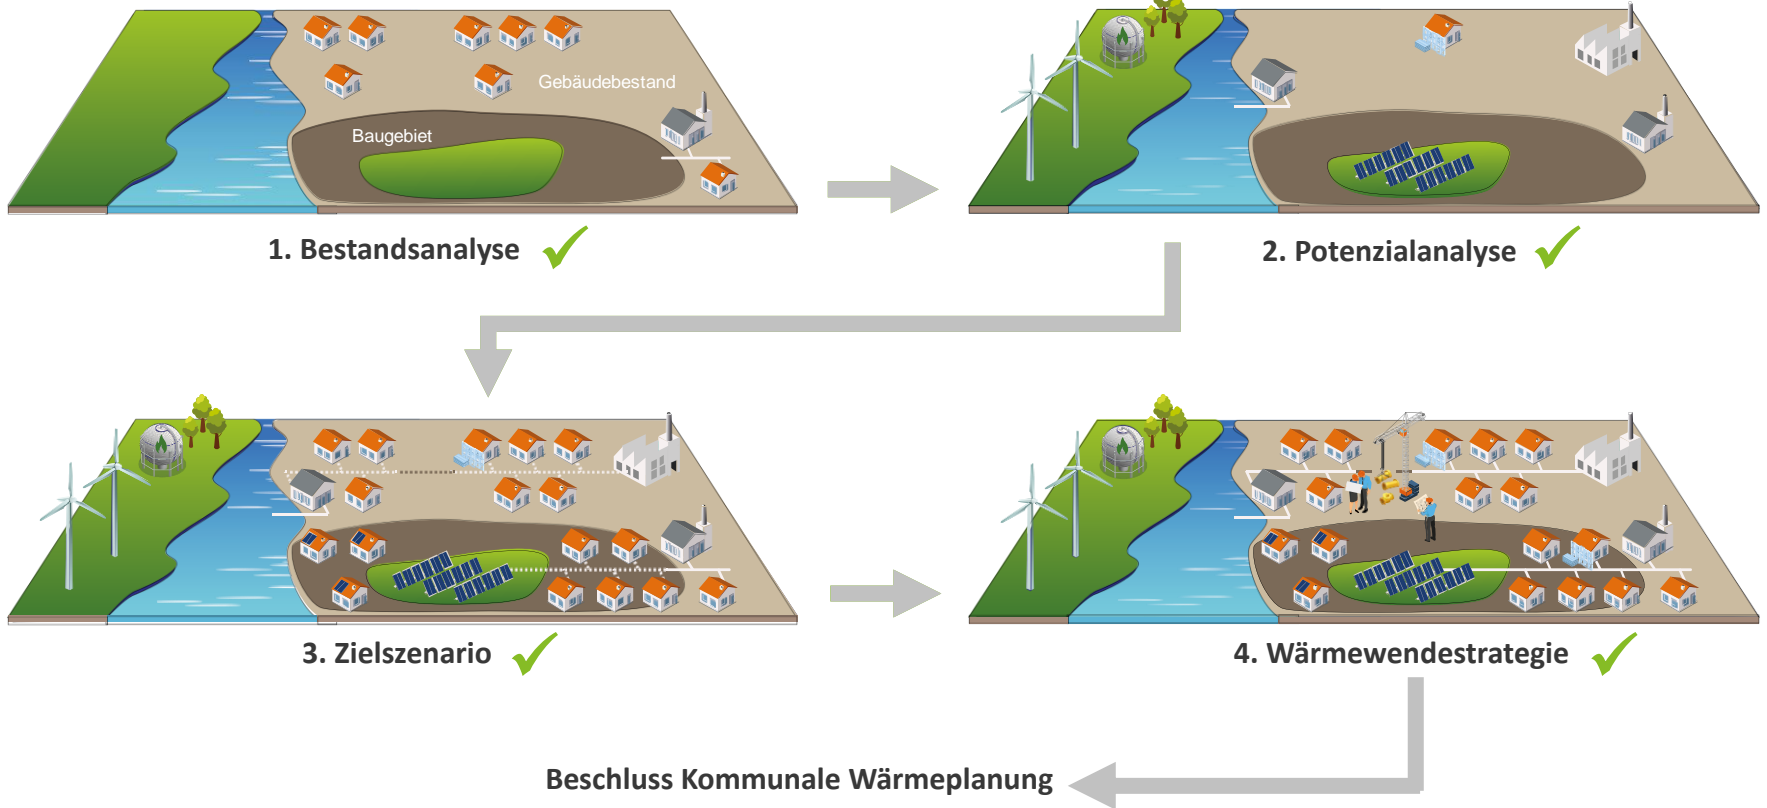 Gebäudebestand
Baugebiet
1. Bestandsanalyse
2. Potenzialanalyse
3. Zielszenario
4. Wärmewendestrategie
Beschluss Kommunale Wärmeplanung